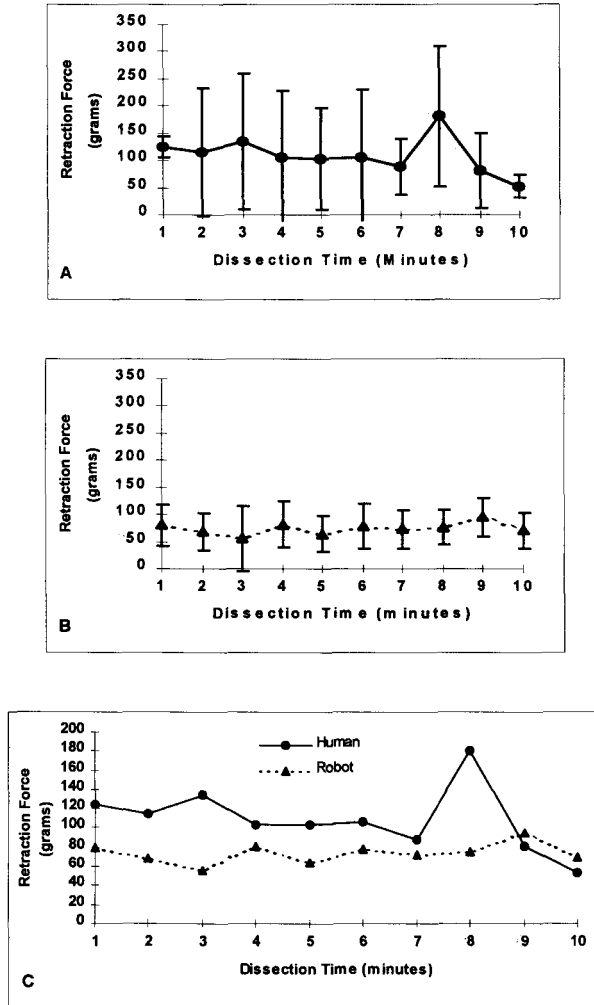 350
300
250
200
150
100
50
0
Retraction Force
(grams)
1 2 3 4 5 6 7 8 9 10
Dissection Time (Minutes)
A
350
300
250
200
150
100
50
0
Retraction Force
(grams)
1 2 3 4 5 6 7 8 9 10
Dissection Time (minutes)
B
200
180
160
140
120
100
80
60
40
20
0
Retraction Force
(grams)
Human
Robot
1 2 3 4 5 6 7 8 9 10
Dissection Time (minutes)
C